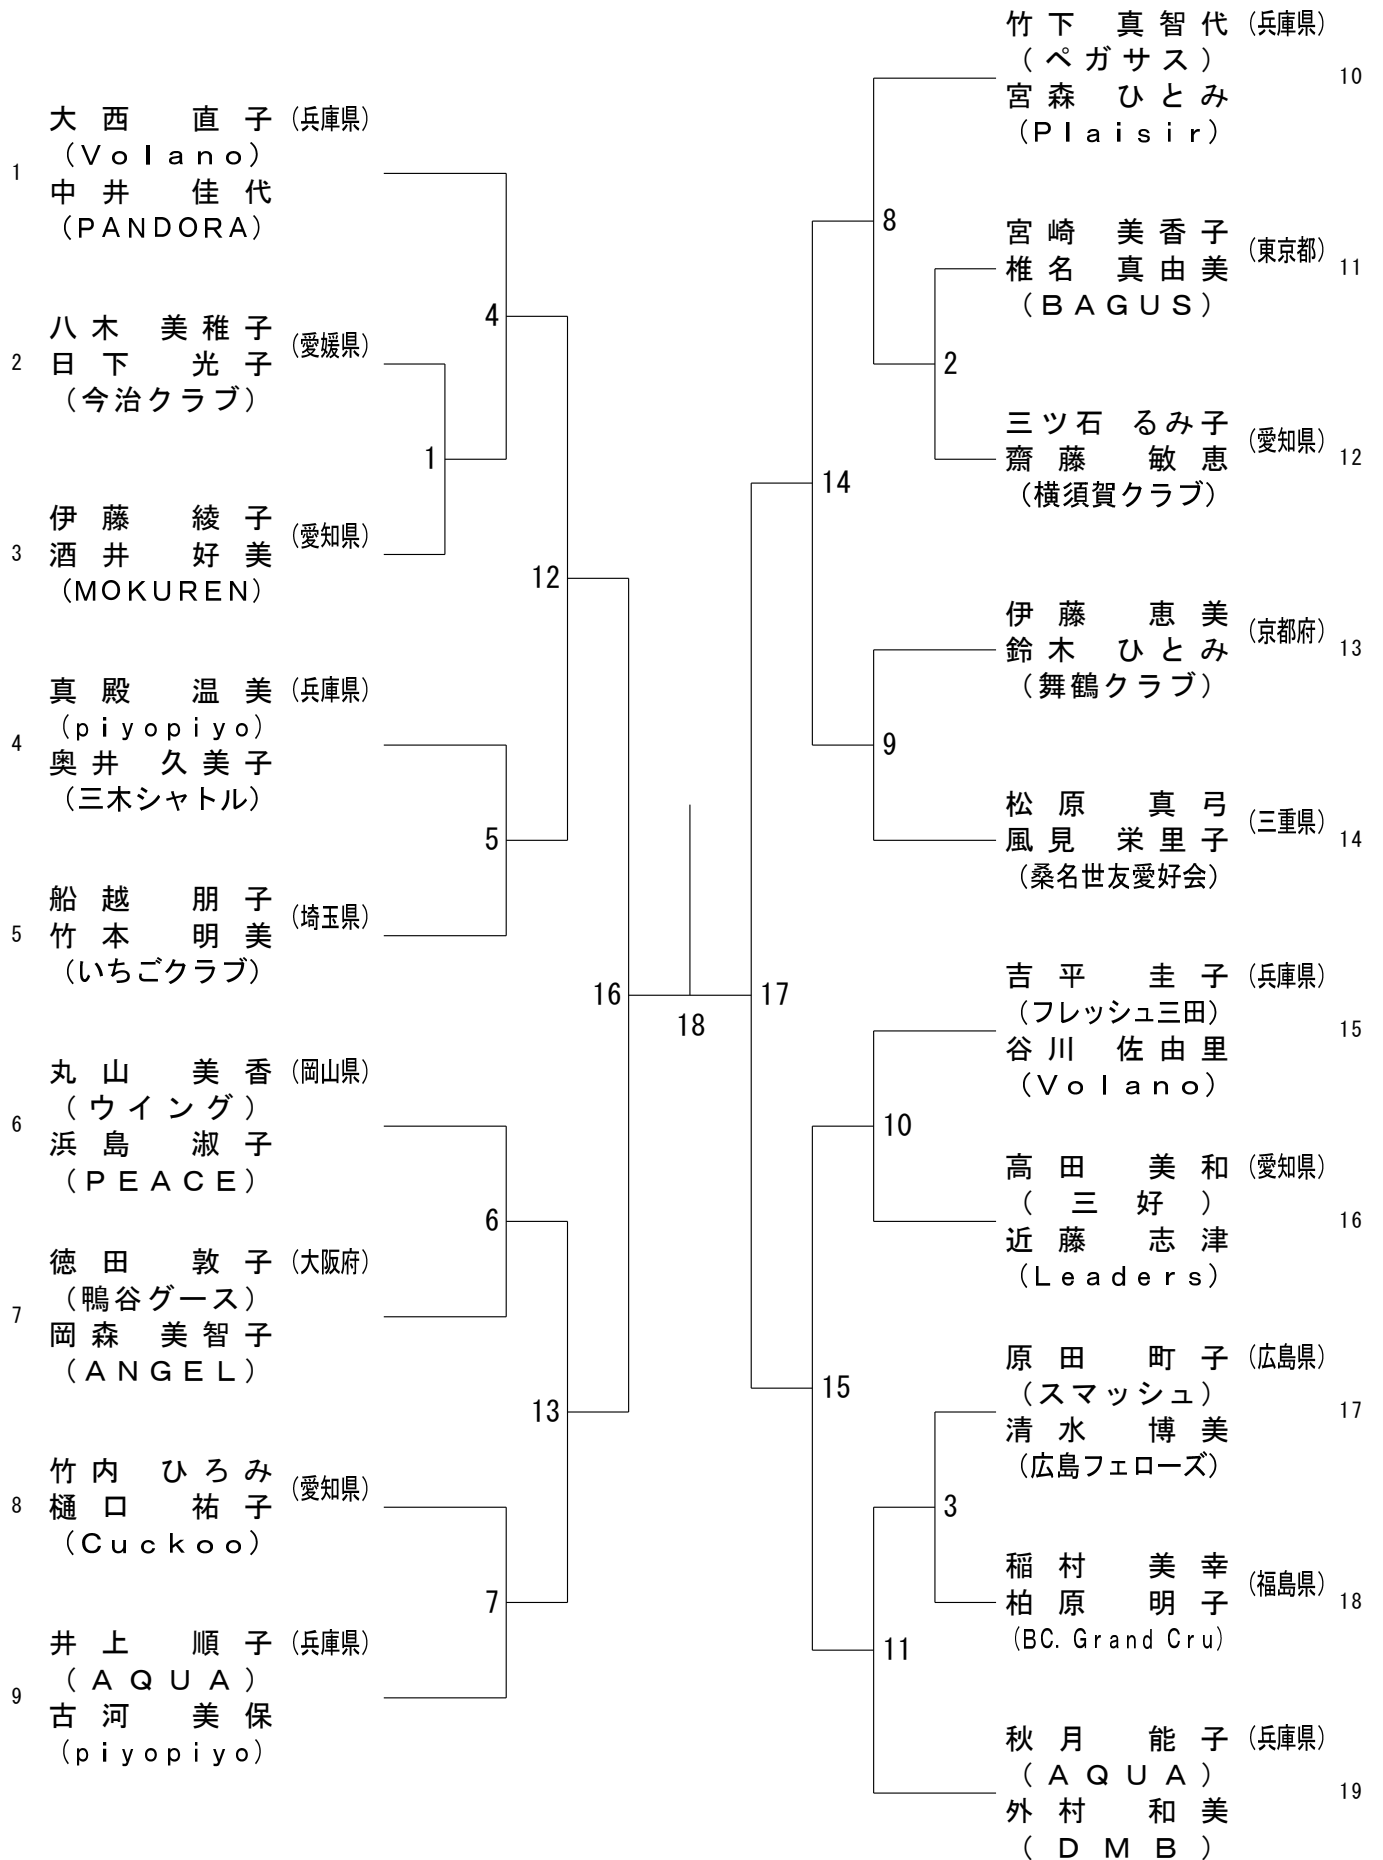 1
大西 直子 (兵庫県)
(Volano)
中井 佳代
(PANDORA)
2
八木 美稚子 (愛媛県)
日下 光子
(今治クラブ)
3
伊藤 綾子 (愛知県)
酒井 好美
(MOKUREN)
4
真殿 温美 (兵庫県)
(piyopiyo)
奥井 久美子
(三木シャトル)
5
船越 朋子 (埼玉県)
竹本 明美
(いちごクラブ)
6
丸山 美香 (岡山県)
(ウイング)
浜島 淑子
(PEACE)
7
徳田 敦子 (大阪府)
(鴨谷グース)
岡森 美智子
(ANGEL)
8
竹内 ひろみ (愛知県)
樋口 祐子
(Cuckoo)
9
井上 順子 (兵庫県)
(AQUA)
古河 美保
(piyopiyo)
4
1
12
5
16
6
13
7
18
17
14
8
2
9
15
10
3
11
竹下 真智代 (兵庫県)
(ペガサス)
宮森 ひとみ
(Plaisir)
10
宮崎 美香子 (東京都)
椎名 真由美
(BAGUS)
11
三ツ石 るみ子 (愛知県)
齋藤 敏恵
(横須賀クラブ)
12
伊藤 恵美 (京都府)
鈴木 ひとみ
(舞鶴クラブ)
13
松原 真弓 (三重県)
風見 栄里子
(桑名世友愛好会)
14
吉平 圭子 (兵庫県)
(フレッシュ三田)
谷川 佐由里
(Volano)
15
高田 美和 (愛知県)
(三好)
近藤 志津
(Leaders)
16
原田 町子 (広島県)
(スマッシュ)
清水 博美
(広島フェローズ)
17
稲村 美幸 (福島県)
柏原 明子
(BC. Grand Cru)
18
秋月 能子 (兵庫県)
(AQUA)
外村 和美
(DMB)
19